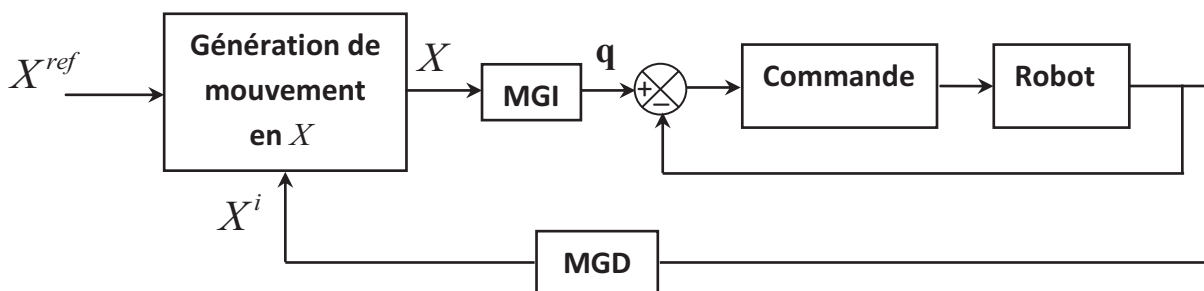 X^{ref}
Génération de
mouvement
en X
X
MGI
q
+
−
Commande
Robot
X^{i}
MGD